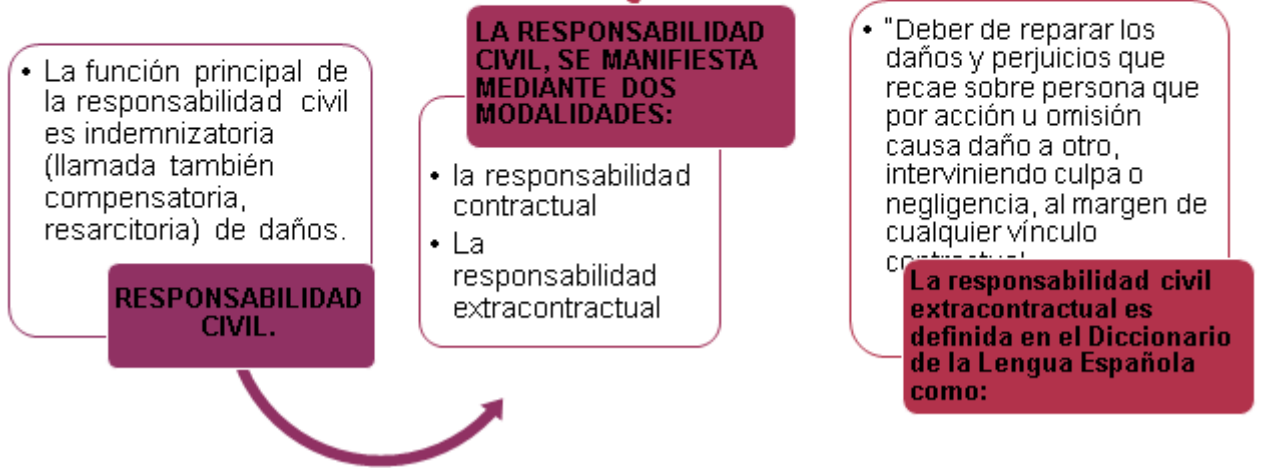 • La función principal de
la responsabilidad civil
es indemnizatoria
(llamada también
compensatoria,
resarcitoria) de daños.
RESPONSABILIDAD
CIVIL.
LA RESPONSABILIDAD
CIVIL, SE MANIFIESTA
MEDIANTE DOS
MODALIDADES:
• la responsabilidad
contractual
• La
responsabilidad
extracontractual
• "Deber de reparar los
daños y perjuicios que
recae sobre persona que
por acción u omisión
causa daño a otro,
interviniendo culpa o
negligencia, al margen de
cualquier vínculo
La responsabilidad civil
extracontractual es
definida en el Diccionario
de la Lengua Española
como: